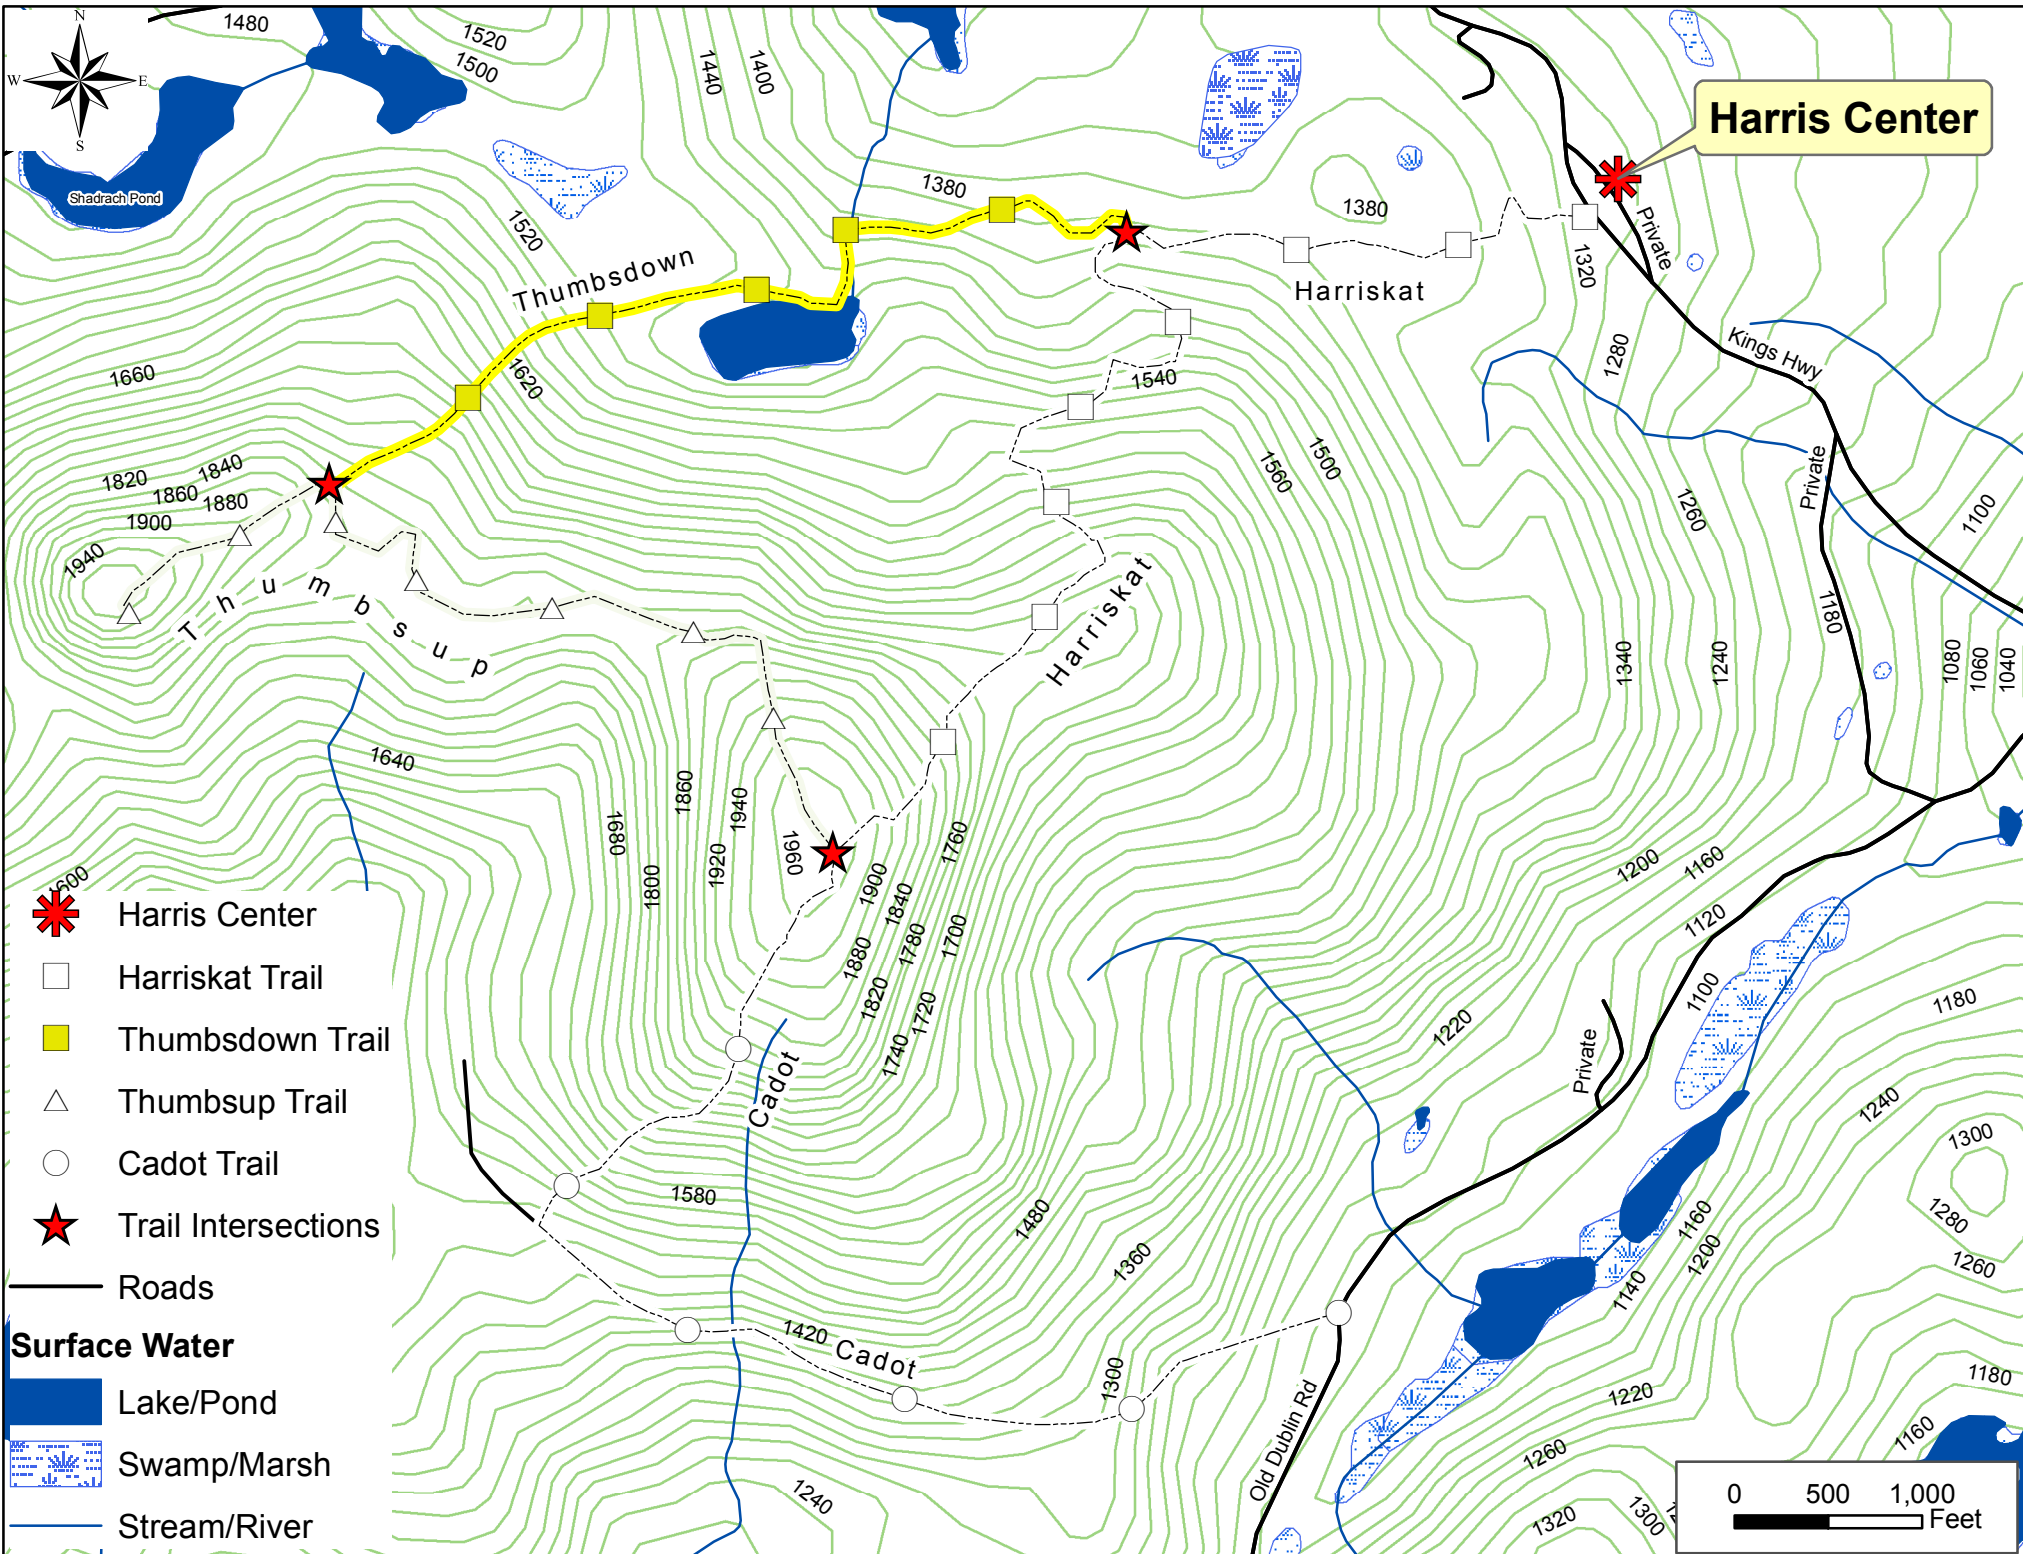 N
W
E
S
1480
1520
1500
1440
1400
Harris Center
Shadrach Pond
1380
1380
Private
1520
Thumbsdown
1320
Harriskat
1280
Kings Hwy
1660
1620
1540
1820
1840
1860
1880
1900
1940
1560
1500
1260
Private
1100
Thumbsup
Harriskat
1180
1340
1240
1080
1060
1040
1640
1680
1860
1940
1920
1800
1960
1760
1900
1840
1780
1700
1880
1820
1720
1740
1200
1160
1120
1100
1180
1220
Private
1240
1300
1280
1260
1600
Harris Center
Harriskat Trail
Thumbsdown Trail
Thumbsup Trail
Cadot Trail
Trail Intersections
Roads
Surface Water
Lake/Pond
Swamp/Marsh
Stream/River
Cadot
1580
1480
1360
1160
1200
1140
1420
Cadot
1300
Old Dublin Rd
1220
1180
1160
1260
1240
1320
1300
0 500 1,000
Feet